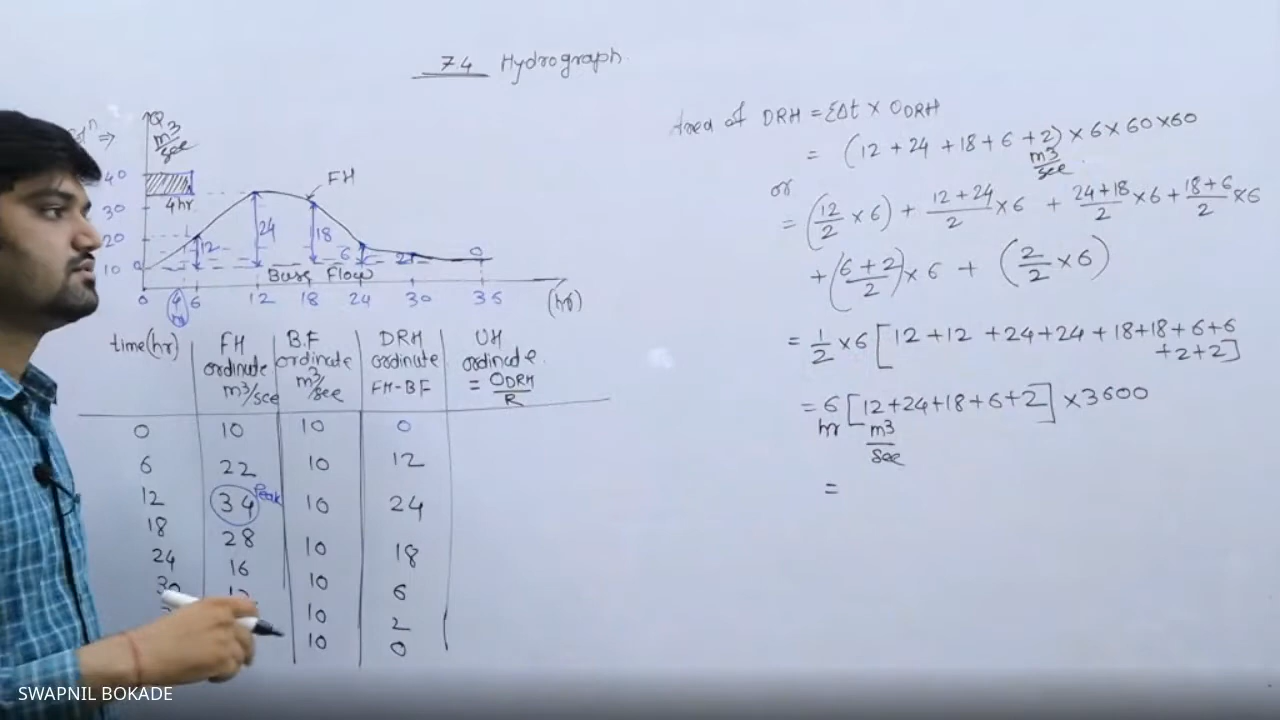 7.4 Hydrograph.
⇒
Q m3/sec
40
30
20
10
4hr
FH
12
24
18
6
2
0
Base Flow
0 4 6 12 18 24 30 36 (hr)
time(hr) FH ordinate m3/sec B.F ordinate m3/sec DRH ordinate FH-BF UH ordinate. = ODRH/R
0 10 10 0
6 22 10 12
12 34 Peak 10 24
18 28 10 18
24 16 10 6
30 12 10 2
10 0
Area of DRH = ΣΔt × ODRH
= (12 + 24 + 18 + 6 + 2) × 6 × 60 × 60
m3/sec
or
= (12/2 × 6) + 12+24/2 × 6 + 24+18/2 × 6 + 18+6/2 × 6
+ (6+2/2) × 6 + (2/2 × 6)
= 1/2 × 6 [12 + 12 + 24 + 24 + 18 + 18 + 6 + 6
+ 2 + 2]
= 6 [12+24+18+6+2] × 3600
hr m3/sec
=
SWAPNIL BOKADE